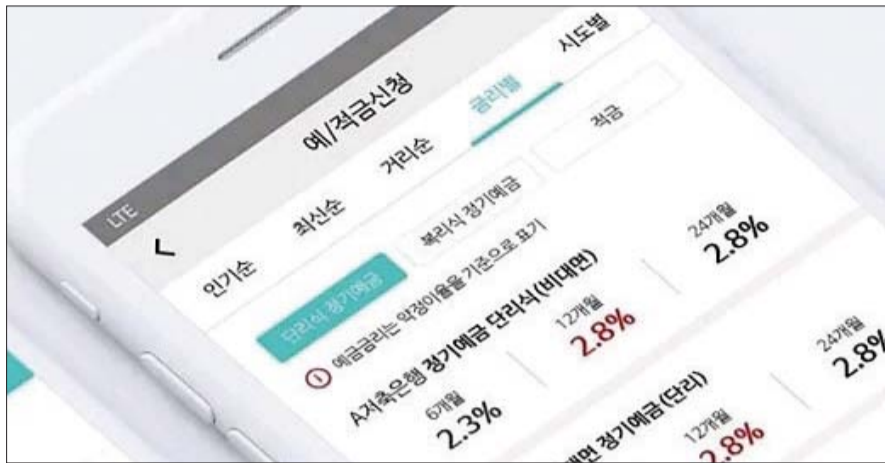 LTE
예/적금신청
인기순 최신순 거리순 금리별 시도별
단리식 정기예금 복리식 정기예금 적금
예금금리는 약정이율을 기준으로 표기
A저축은행 정기예금 단리식(비대면)
6개월 12개월 24개월
2.3% 2.8% 2.8%
정기예금(단리)
12개월 24개월
2.8% 2.8%